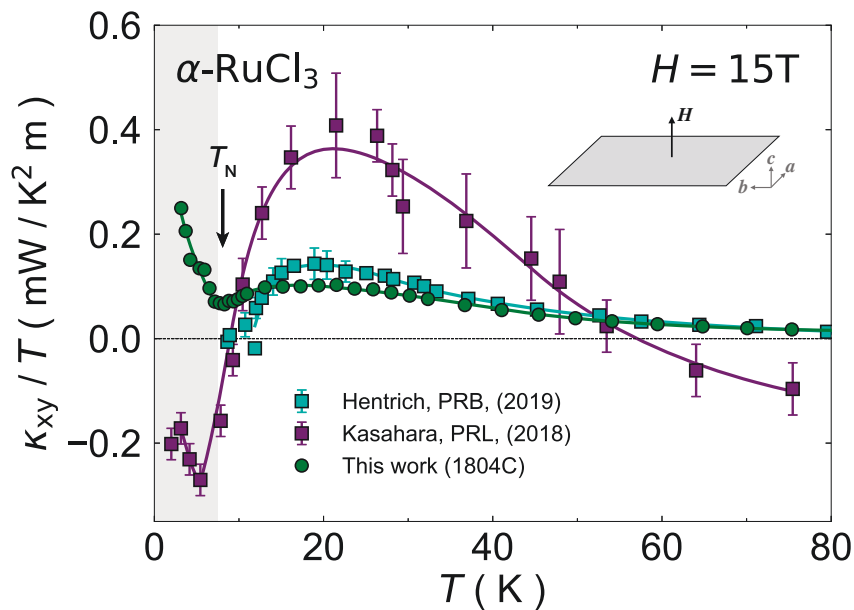 α-RuCl₃
H = 15T
T_N
H
c
a
b
κ_xy / T ( mW / K² m )
0.6
0.4
0.2
0.0
−0.2
Hentrich, PRB, (2019)
Kasahara, PRL, (2018)
This work (1804C)
0 20 40 60 80
T ( K )